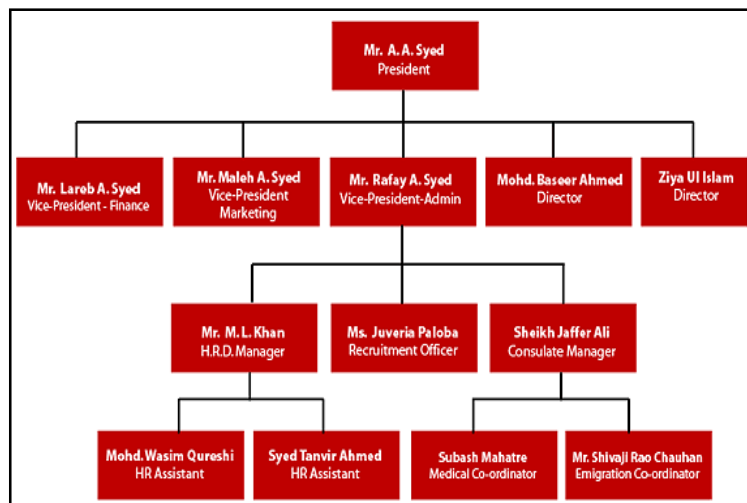 Mr. A. A. Syed
President
Mr. Lareb A. Syed
Vice-President - Finance
Mr. Maleh A. Syed
Vice-President
Marketing
Mr. Rafay A. Syed
Vice-President-Admin
Mohd. Baseer Ahmed
Director
Ziya Ul Islam
Director
Mr. M. L. Khan
H.R.D. Manager
Ms. Juveria Paloba
Recruitment Officer
Sheikh Jaffer Ali
Consulate Manager
Mohd. Wasim Qureshi
HR Assistant
Syed Tanvir Ahmed
HR Assistant
Subash Mahatre
Medical Co-ordinator
Mr. Shivaji Rao Chauhan
Emigration Co-ordinator